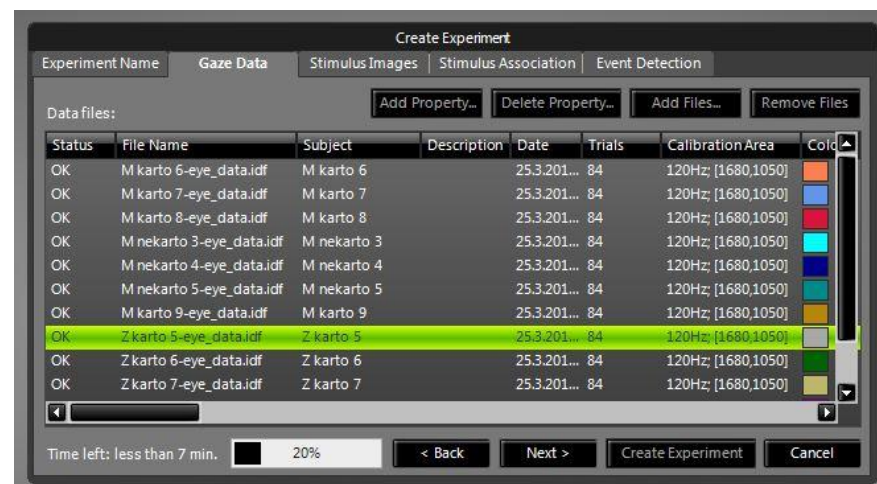 Create Experiment
Experiment Name Gaze Data Stimulus Images Stimulus Association Event Detection
Data files: Add Property... Delete Property... Add Files... Remove Files
Status File Name Subject Description Date Trials Calibration Area Colo
OK M karto 6-eye_data.idf M karto 6 25.3.201... 84 120Hz; [1680,1050]
OK M karto 7-eye_data.idf M karto 7 25.3.201... 84 120Hz; [1680,1050]
OK M karto 8-eye_data.idf M karto 8 25.3.201... 84 120Hz; [1680,1050]
OK M nekarto 3-eye_data.idf M nekarto 3 25.3.201... 84 120Hz; [1680,1050]
OK M nekarto 4-eye_data.idf M nekarto 4 25.3.201... 84 120Hz; [1680,1050]
OK M nekarto 5-eye_data.idf M nekarto 5 25.3.201... 84 120Hz; [1680,1050]
OK M karto 9-eye_data.idf M karto 9 25.3.201... 84 120Hz; [1680,1050]
OK Z karto 5-eye_data.idf Z karto 5 25.3.201... 84 120Hz; [1680,1050]
OK Z karto 6-eye_data.idf Z karto 6 25.3.201... 84 120Hz; [1680,1050]
OK Z karto 7-eye_data.idf Z karto 7 25.3.201... 84 120Hz; [1680,1050]
Time left: less than 7 min. 20% < Back Next > Create Experiment Cancel